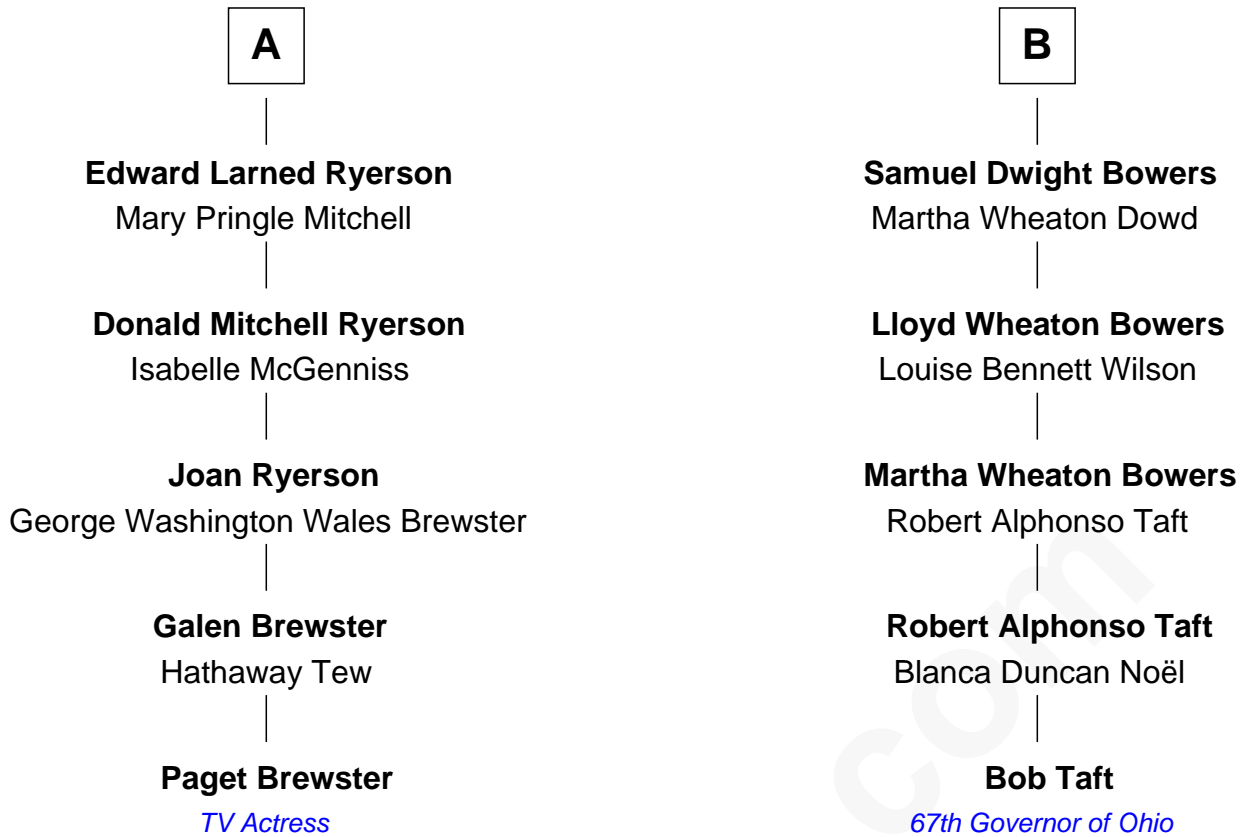 A
Edward Larned Ryerson
Mary Pringle Mitchell
Donald Mitchell Ryerson
Isabelle McGenniss
Joan Ryerson
George Washington Wales Brewster
Galen Brewster
Hathaway Tew
Paget Brewster
TV Actress
B
Samuel Dwight Bowers
Martha Wheaton Dowd
Lloyd Wheaton Bowers
Louise Bennett Wilson
Martha Wheaton Bowers
Robert Alphonso Taft
Robert Alphonso Taft
Blanca Duncan Noël
Bob Taft
67th Governor of Ohio
com